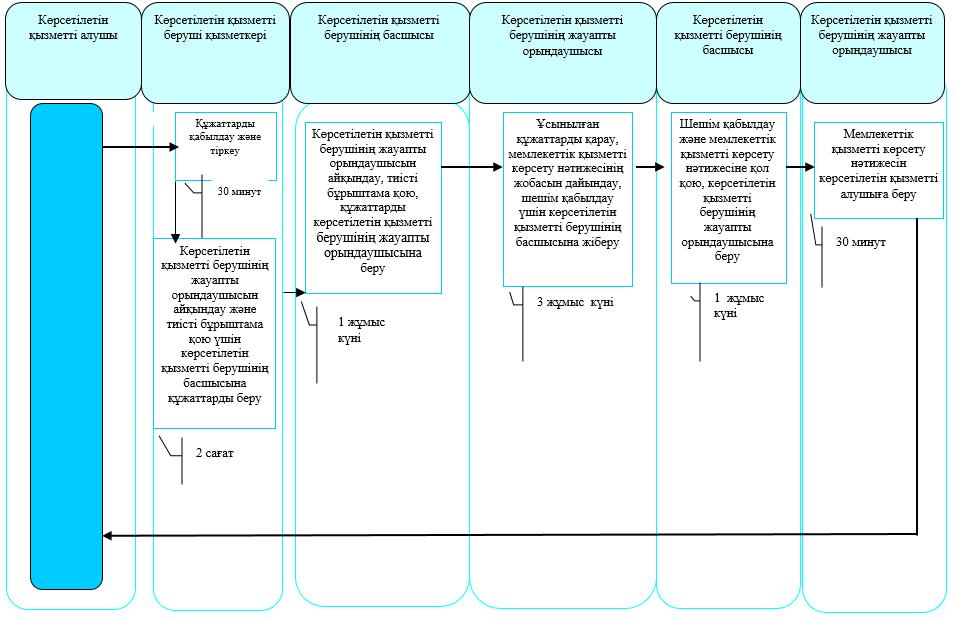 Көрсетілетін
қызметті алушы
Көрсетілетін қызметті
беруші қызметкері
Көрсетілетін қызметті
берушінің басшысы
Көрсетілетін қызметті
берушінің жауапты
орындаушысы
Көрсетілетін
қызметті берушінің
басшысы
Көрсетілетін қызметті
берушінің жауапты
орындаушысы
Құжаттарды
қабылдау және
тіркеу
30 минут
Көрсетілетін
қызметті берушінің
жауапты
орындаушысын
айқындау және
тиісті бұрыштама
қою үшін
көрсетілетін
қызметті берушінің
басшысына
құжаттарды беру
2 сағат
Көрсетілетін қызметті
берушінің жауапты
орындаушысын
айқындау, тиісті
бұрыштама қою,
құжаттарды
көрсетілетін қызметті
берушінің жауапты
орындаушысына
беру
1 жұмыс
күні
Ұсынылған
құжаттарды қарау,
мемлекеттік қызметті
көрсету нәтижесінің
жобасын дайындау,
шешім қабылдау
үшін көрсетілетін
қызметті берушінің
басшысына жіберу
3 жұмыс күні
Шешім қабылдау
және мемлекеттік
қызметті көрсету
нәтижесіне қол
қою, көрсетілетін
қызметті
берушінің
жауапты
орындаушысына
беру
1 жұмыс
күні
Мемлекеттік
қызметті көрсету
нәтижесін
көрсетілетін қызметті
алушыға беру
30 минут